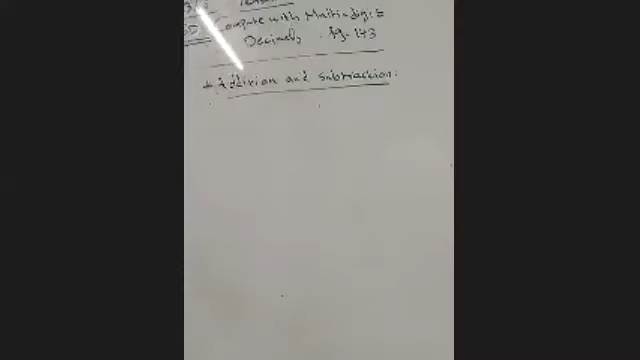 Compute with Multi-digit
Decimals Pg-143
Addition and subtraction.